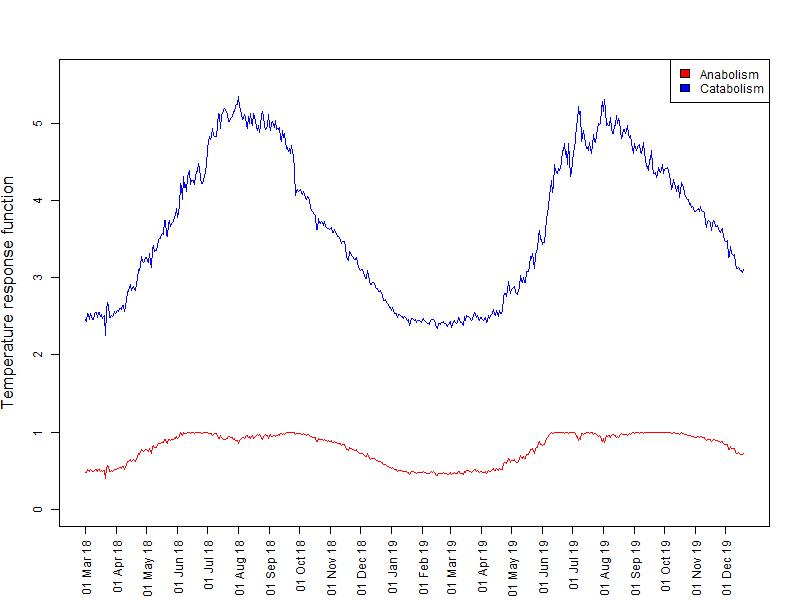 Anabolism
Catabolism
Temperature response function
5
4
3
2
1
0
01 Mar 18
01 Apr 18
01 May 18
01 Jun 18
01 Jul 18
01 Aug 18
01 Sep 18
01 Oct 18
01 Nov 18
01 Dec 18
01 Jan 19
01 Feb 19
01 Mar 19
01 Apr 19
01 May 19
01 Jun 19
01 Jul 19
01 Aug 19
01 Sep 19
01 Oct 19
01 Nov 19
01 Dec 19